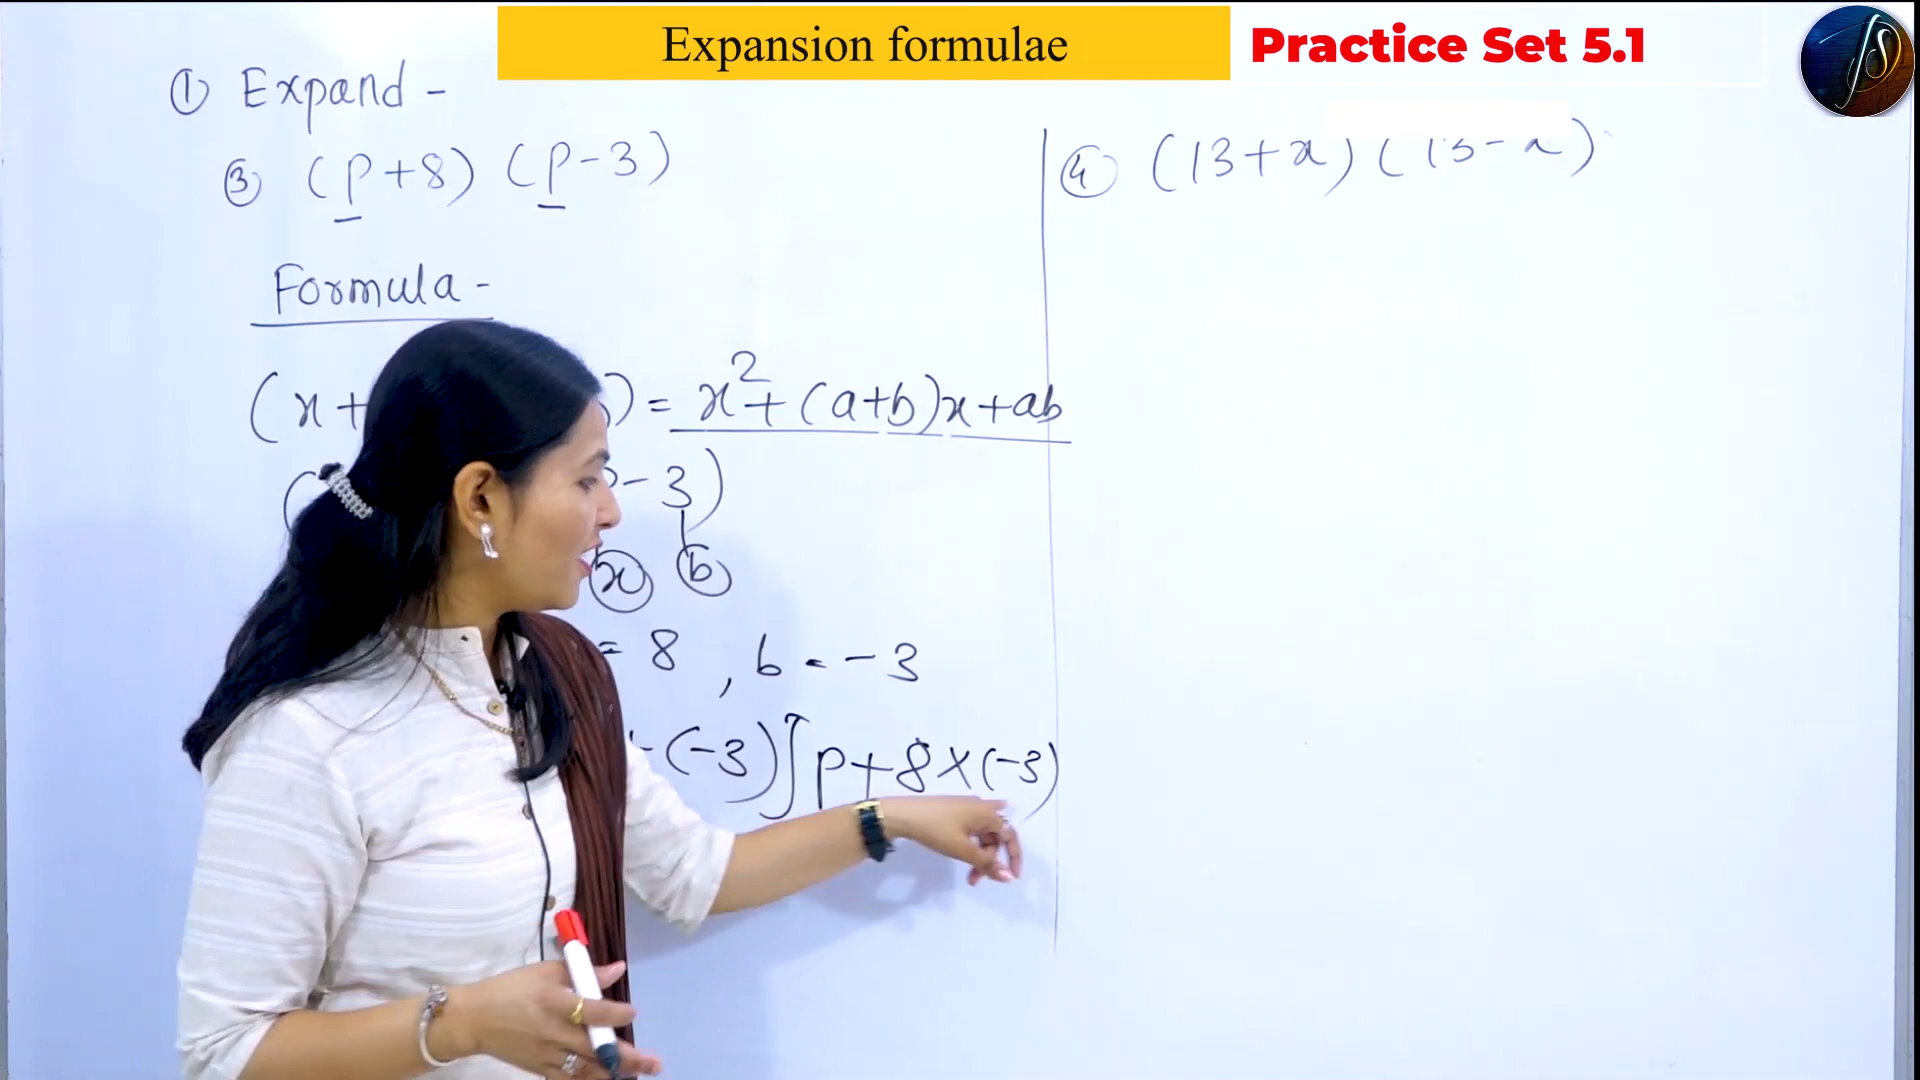 Expansion formulae
Practice Set 5.1
① Expand -
③ (p+8) (p-3)
Formula -
(x+ ) = x²+ (a+b)x+ab
( - 3)
x b
= 8 , b = - 3
(-3)] p + 8 × (-3)
④ (13+x) (13-x)